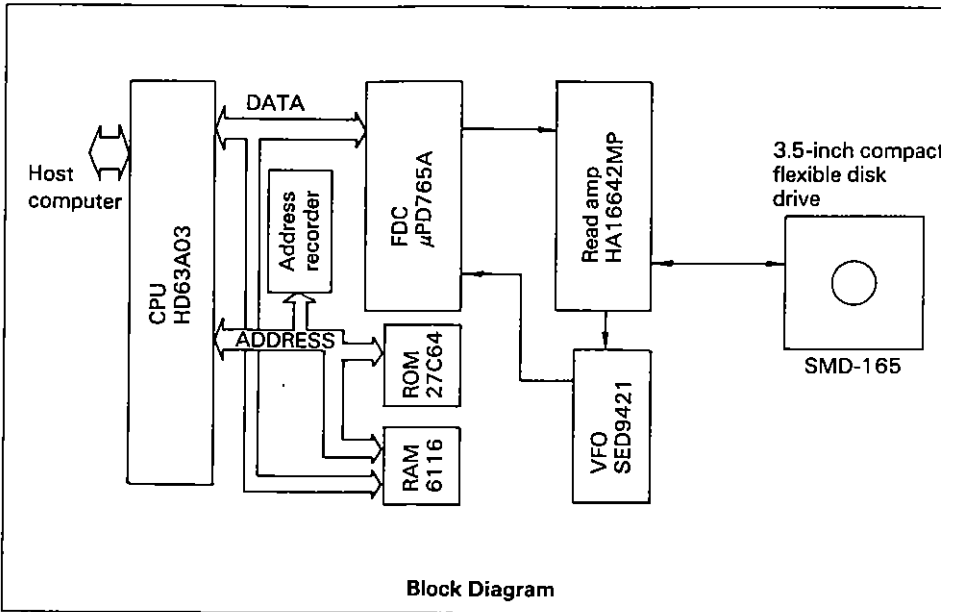 Host
computer
CPU
HD63A03
DATA
Address
recorder
ADDRESS
FDC
µPD765A
ROM
27C64
RAM
6116
Read amp
HA16642MP
VFO
SED9421
3.5-inch compact
flexible disk
drive
SMD-165
Block Diagram